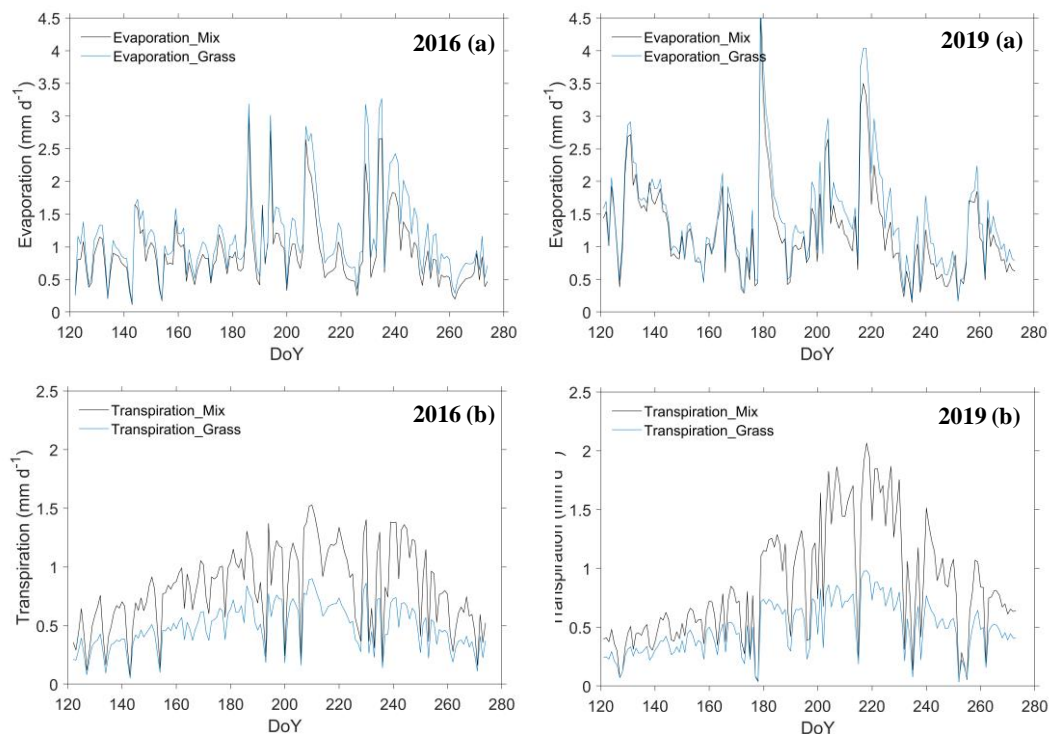 2016 (a)
Evaporation_Mix
Evaporation_Grass
Evaporation (mm d-1)
4.5
4
3.5
3
2.5
2
1.5
1
0.5
0
120 140 160 180 200 220 240 260 280
DoY
2019 (a)
Evaporation_Mix
Evaporation_Grass
Evaporation (mm d-1)
4.5
4
3.5
3
2.5
2
1.5
1
0.5
0
120 140 160 180 200 220 240 260 280
DoY
2016 (b)
Transpiration_Mix
Transpiration_Grass
Transpiration (mm d-1)
2.5
2
1.5
1
0.5
0
120 140 160 180 200 220 240 260 280
DoY
2019 (b)
Transpiration_Mix
Transpiration_Grass
Transpiration (mm d
2.5
2
1.5
1
0.5
0
120 140 160 180 200 220 240 260 280
DoY